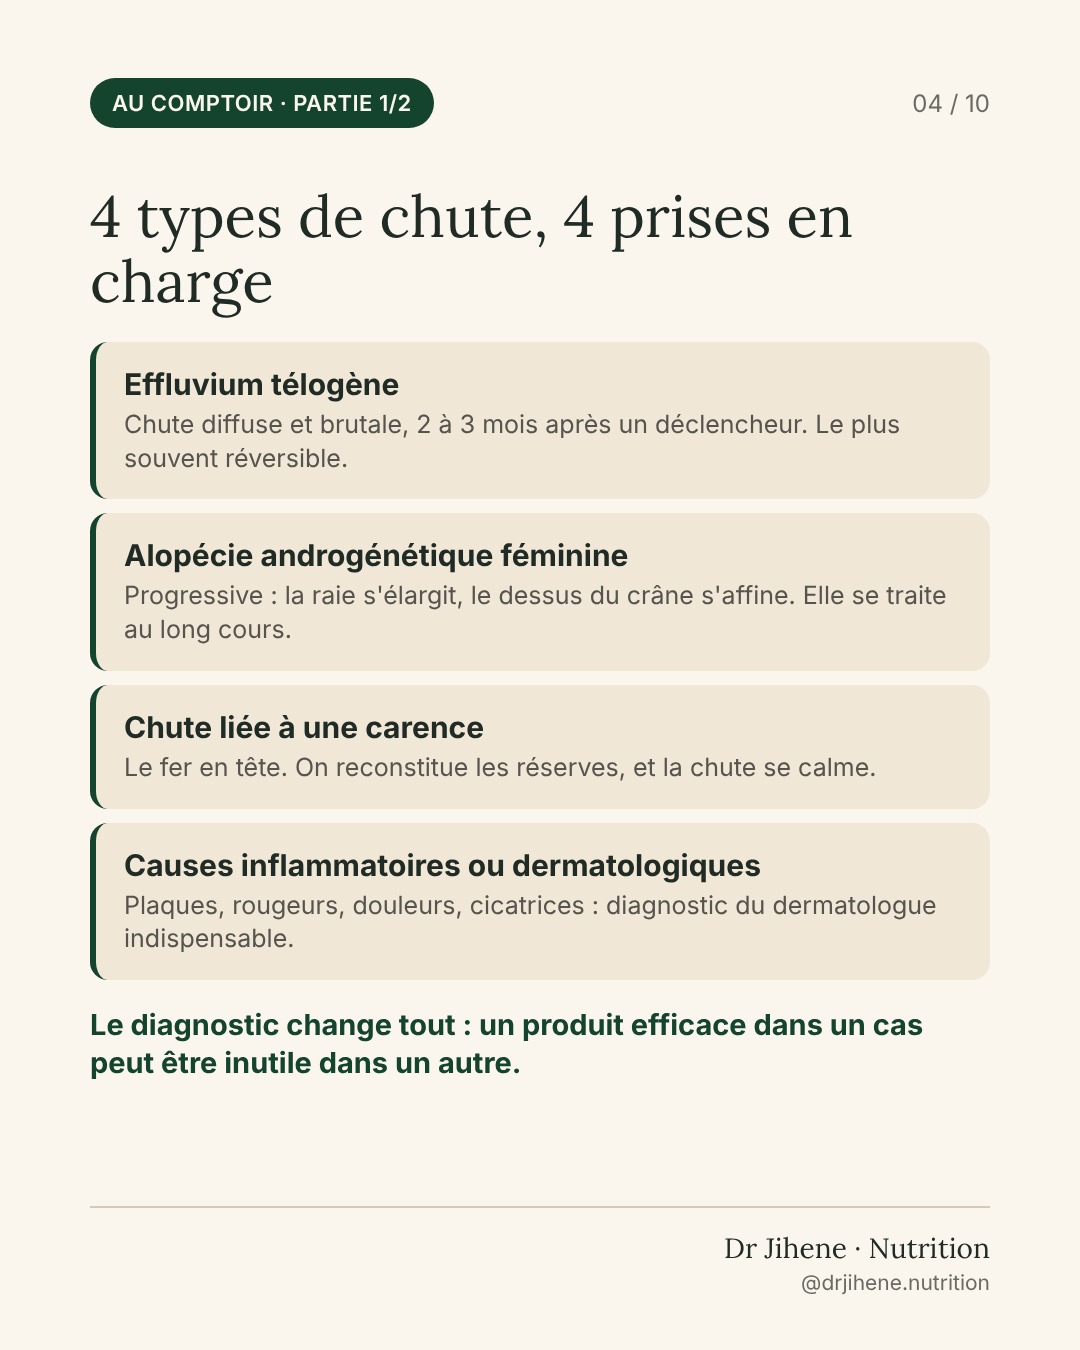 AU COMPTOIR · PARTIE 1/2
04 / 10
4 types de chute, 4 prises en
charge
Effluvium télogène
Chute diffuse et brutale, 2 à 3 mois après un déclencheur. Le plus
souvent réversible.
Alopécie androgénétique féminine
Progressive : la raie s'élargit, le dessus du crâne s'affine. Elle se traite
au long cours.
Chute liée à une carence
Le fer en tête. On reconstitue les réserves, et la chute se calme.
Causes inflammatoires ou dermatologiques
Plaques, rougeurs, douleurs, cicatrices : diagnostic du dermatologue
indispensable.
Le diagnostic change tout : un produit efficace dans un cas
peut être inutile dans un autre.
Dr Jihene · Nutrition
@drjihene.nutrition